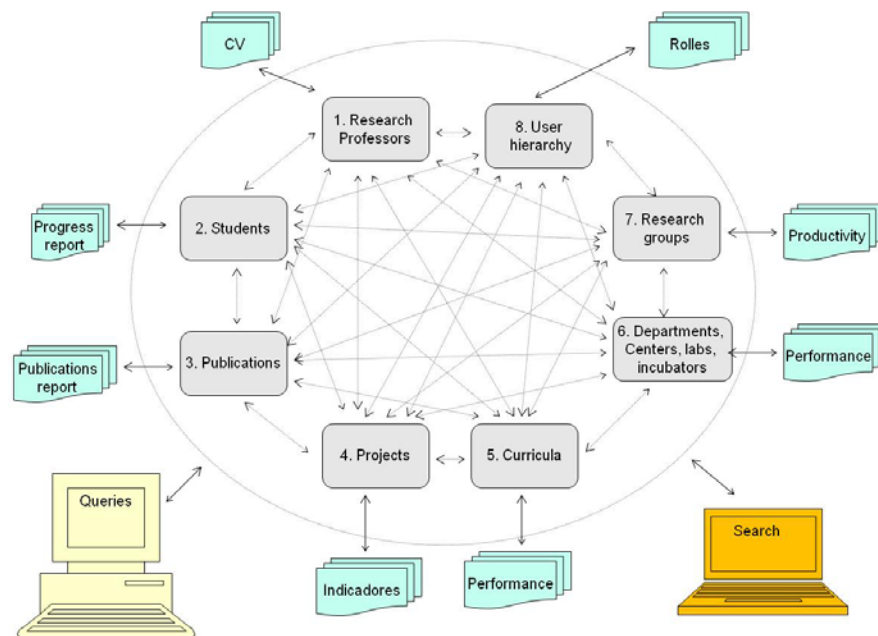 CV
Rolles
1. Research
Professors
8. User
hierarchy
2. Students
7. Research
groups
Progress
report
Productivity
3. Publications
6. Departments,
Centers, labs,
incubators
Publications
report
Performance
4. Projects
5. Curricula
Queries
Search
Indicadores
Performance